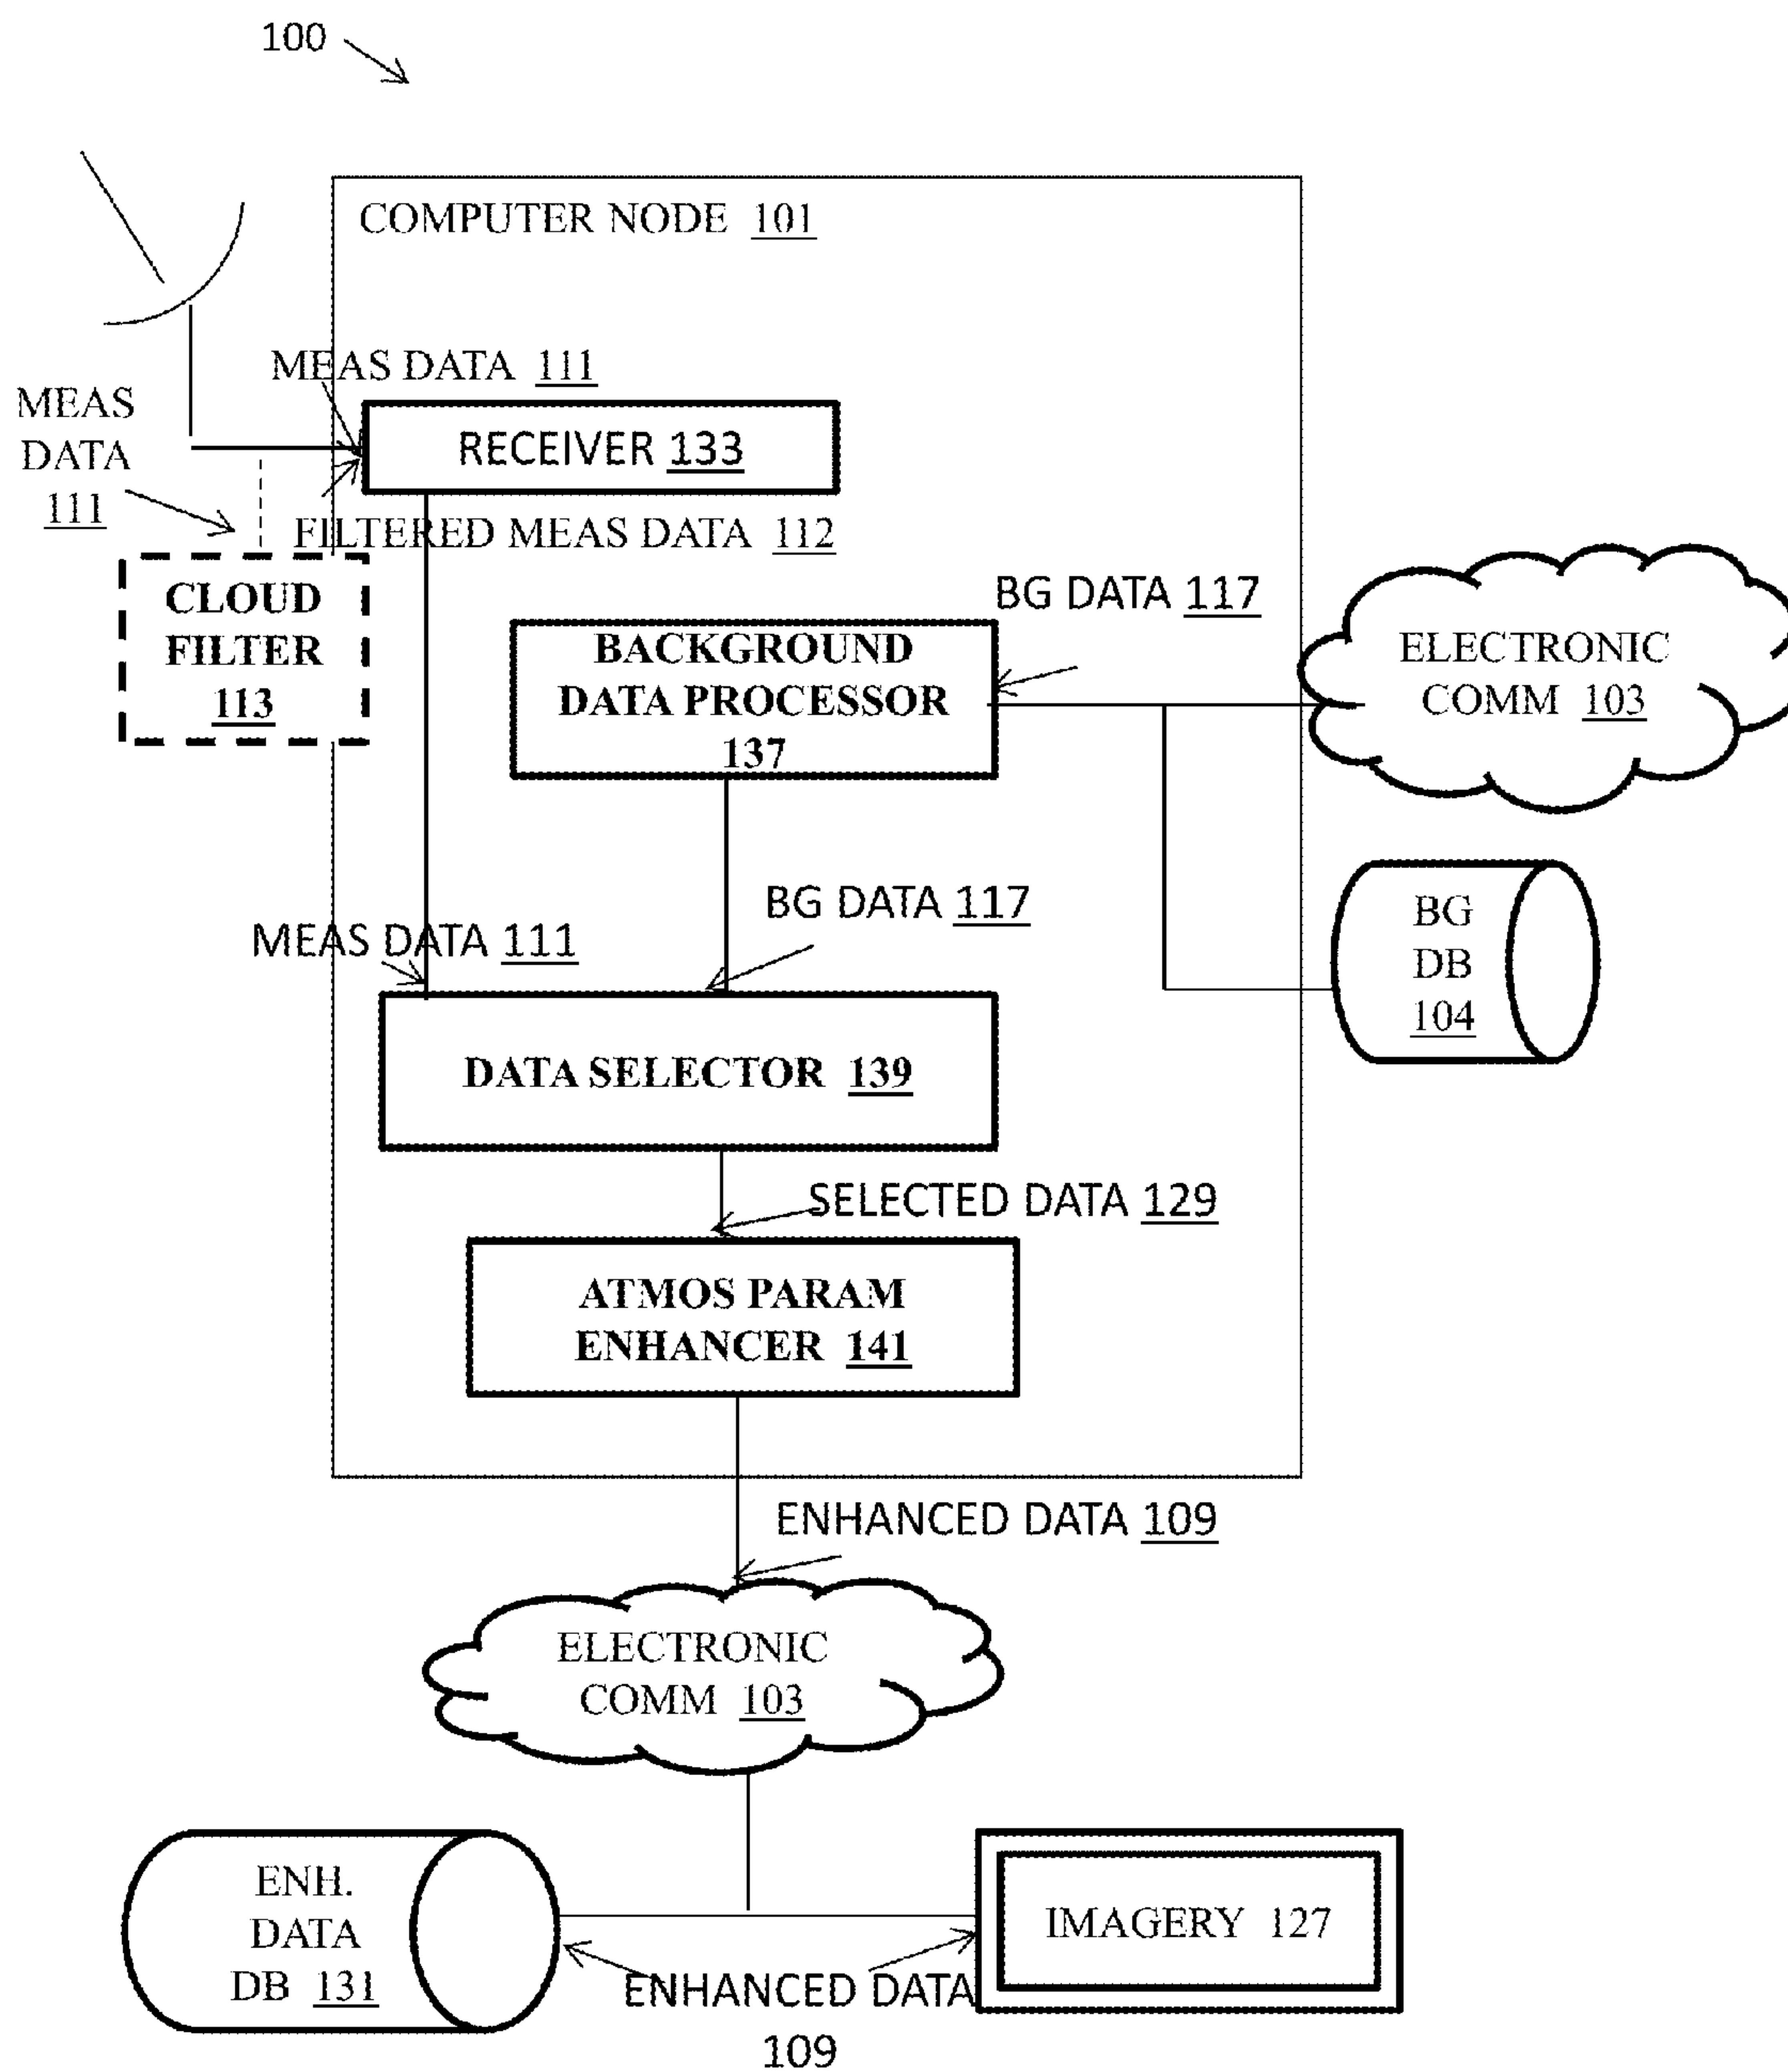 100
COMPUTER NODE 101
MEAS DATA 111
MEAS
DATA
111
RECEIVER 133
FILTERED MEAS DATA 112
CLOUD
FILTER
113
BG DATA 117
BACKGROUND
DATA PROCESSOR
137
ELECTRONIC
COMM 103
BG DATA 117
MEAS DATA 111
BG
DB
104
DATA SELECTOR 139
SELECTED DATA 129
ATMOS PARAM
ENHANCER 141
ENHANCED DATA 109
ELECTRONIC
COMM 103
ENH.
DATA
DB 131
IMAGERY 127
ENHANCED DATA
109